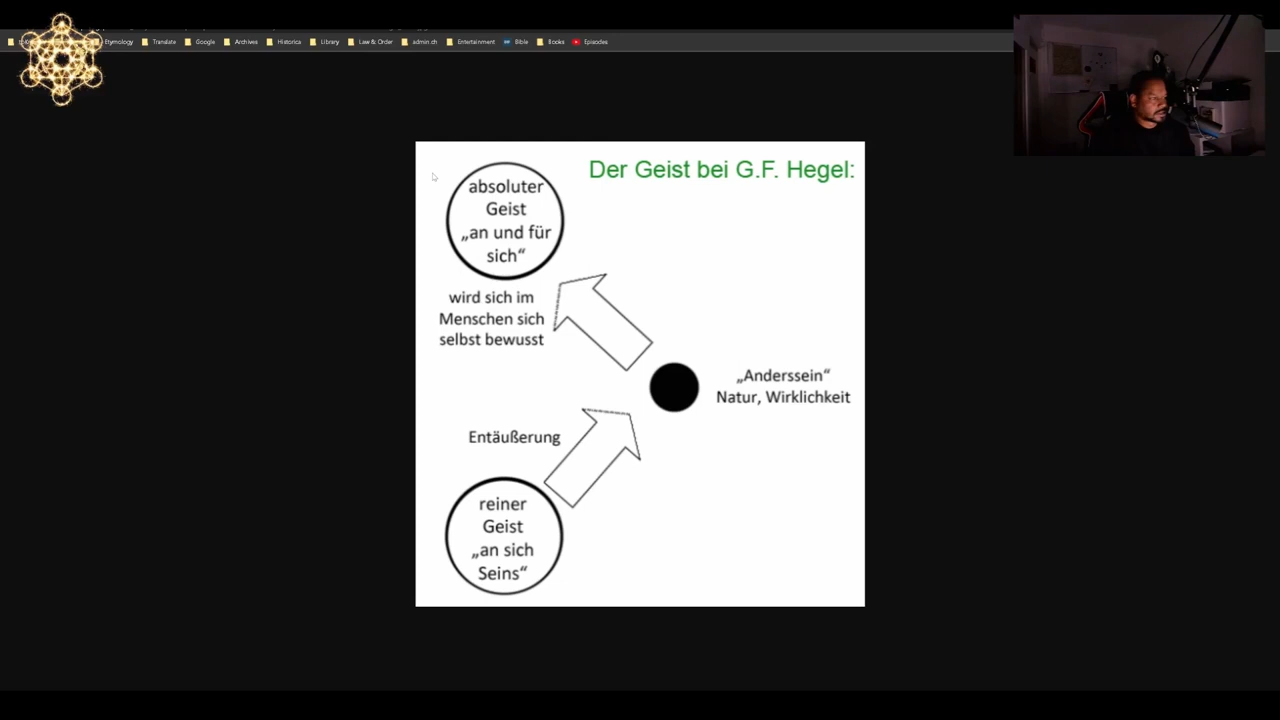 Etymology Translate Google Archives Historica Library Law & Order admin.ch Entertainment Bible Books Episodes
Der Geist bei G.F. Hegel:
absoluter
Geist
„an und für
sich“
wird sich im
Menschen sich
selbst bewusst
„Anderssein“
Natur, Wirklichkeit
Entäußerung
reiner
Geist
„an sich
Seins“